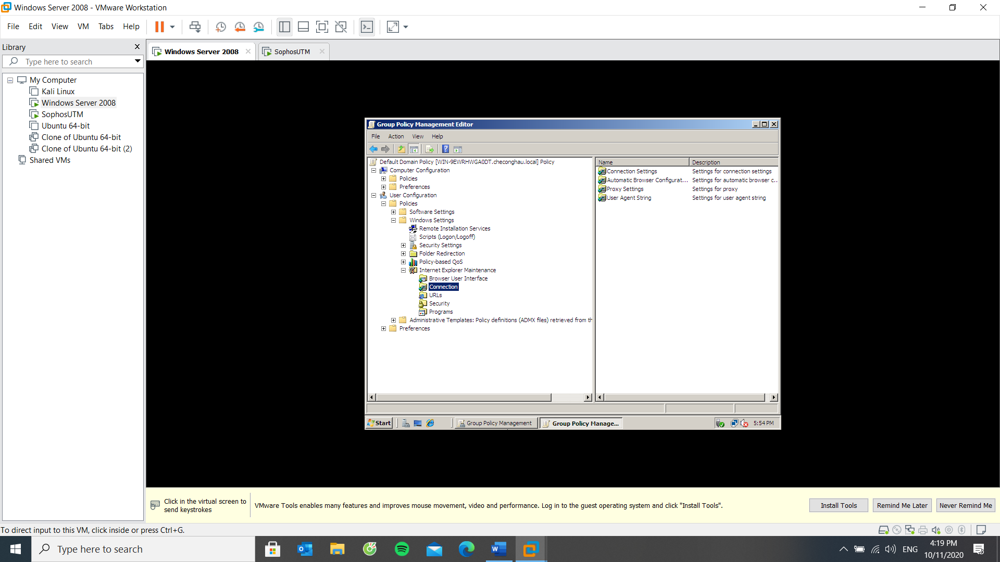 Windows Server 2008 - VMware Workstation
File Edit View VM Tabs Help
Library
Type here to search
My Computer
Kali Linux
Windows Server 2008
SophosUTM
Ubuntu 64-bit
Clone of Ubuntu 64-bit
Clone of Ubuntu 64-bit (2)
Shared VMs
Windows Server 2008
SophosUTM
Group Policy Management Editor
File Action View Help
Default Domain Policy [WIN-9EWRHWGA0DT.checonghau.local] Policy
Computer Configuration
Policies
Preferences
User Configuration
Policies
Software Settings
Windows Settings
Remote Installation Services
Scripts (Logon/Logoff)
Security Settings
Folder Redirection
Policy-based QoS
Internet Explorer Maintenance
Browser User Interface
Connection
URLs
Security
Programs
Administrative Templates: Policy definitions (ADMX files) retrieved from th
Preferences
Name Description
Connection Settings Settings for connection settings
Automatic Browser Configurat... Settings for automatic browser c...
Proxy Settings Settings for proxy
User Agent String Settings for user agent string
Start
Group Policy Management
Group Policy Manage...
5:54 PM
Click in the virtual screen to
send keystrokes
VMware Tools enables many features and improves mouse movement, video and performance. Log in to the guest operating system and click "Install Tools".
Install Tools
Remind Me Later
Never Remind Me
To direct input to this VM, click inside or press Ctrl+G.
Type here to search
ENG
4:19 PM
10/11/2020